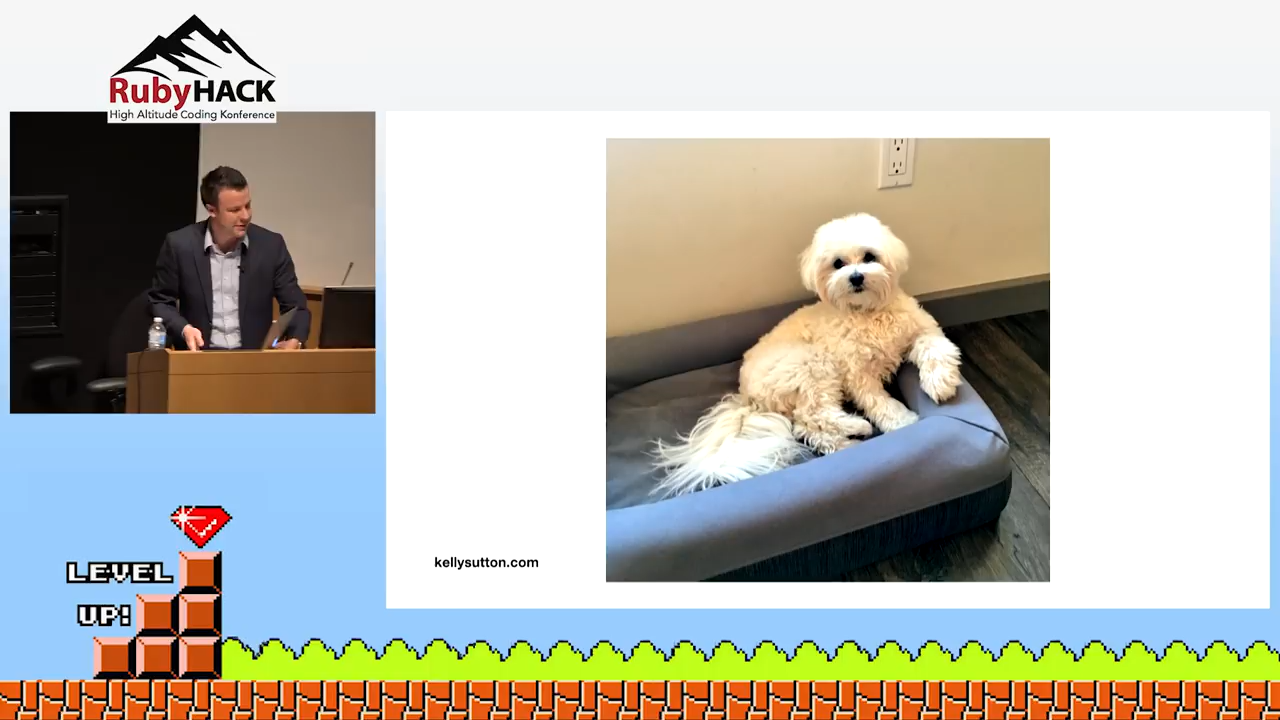 RubyHACK
High Altitude Coding Konference
kellysutton.com
LEVEL
UP!